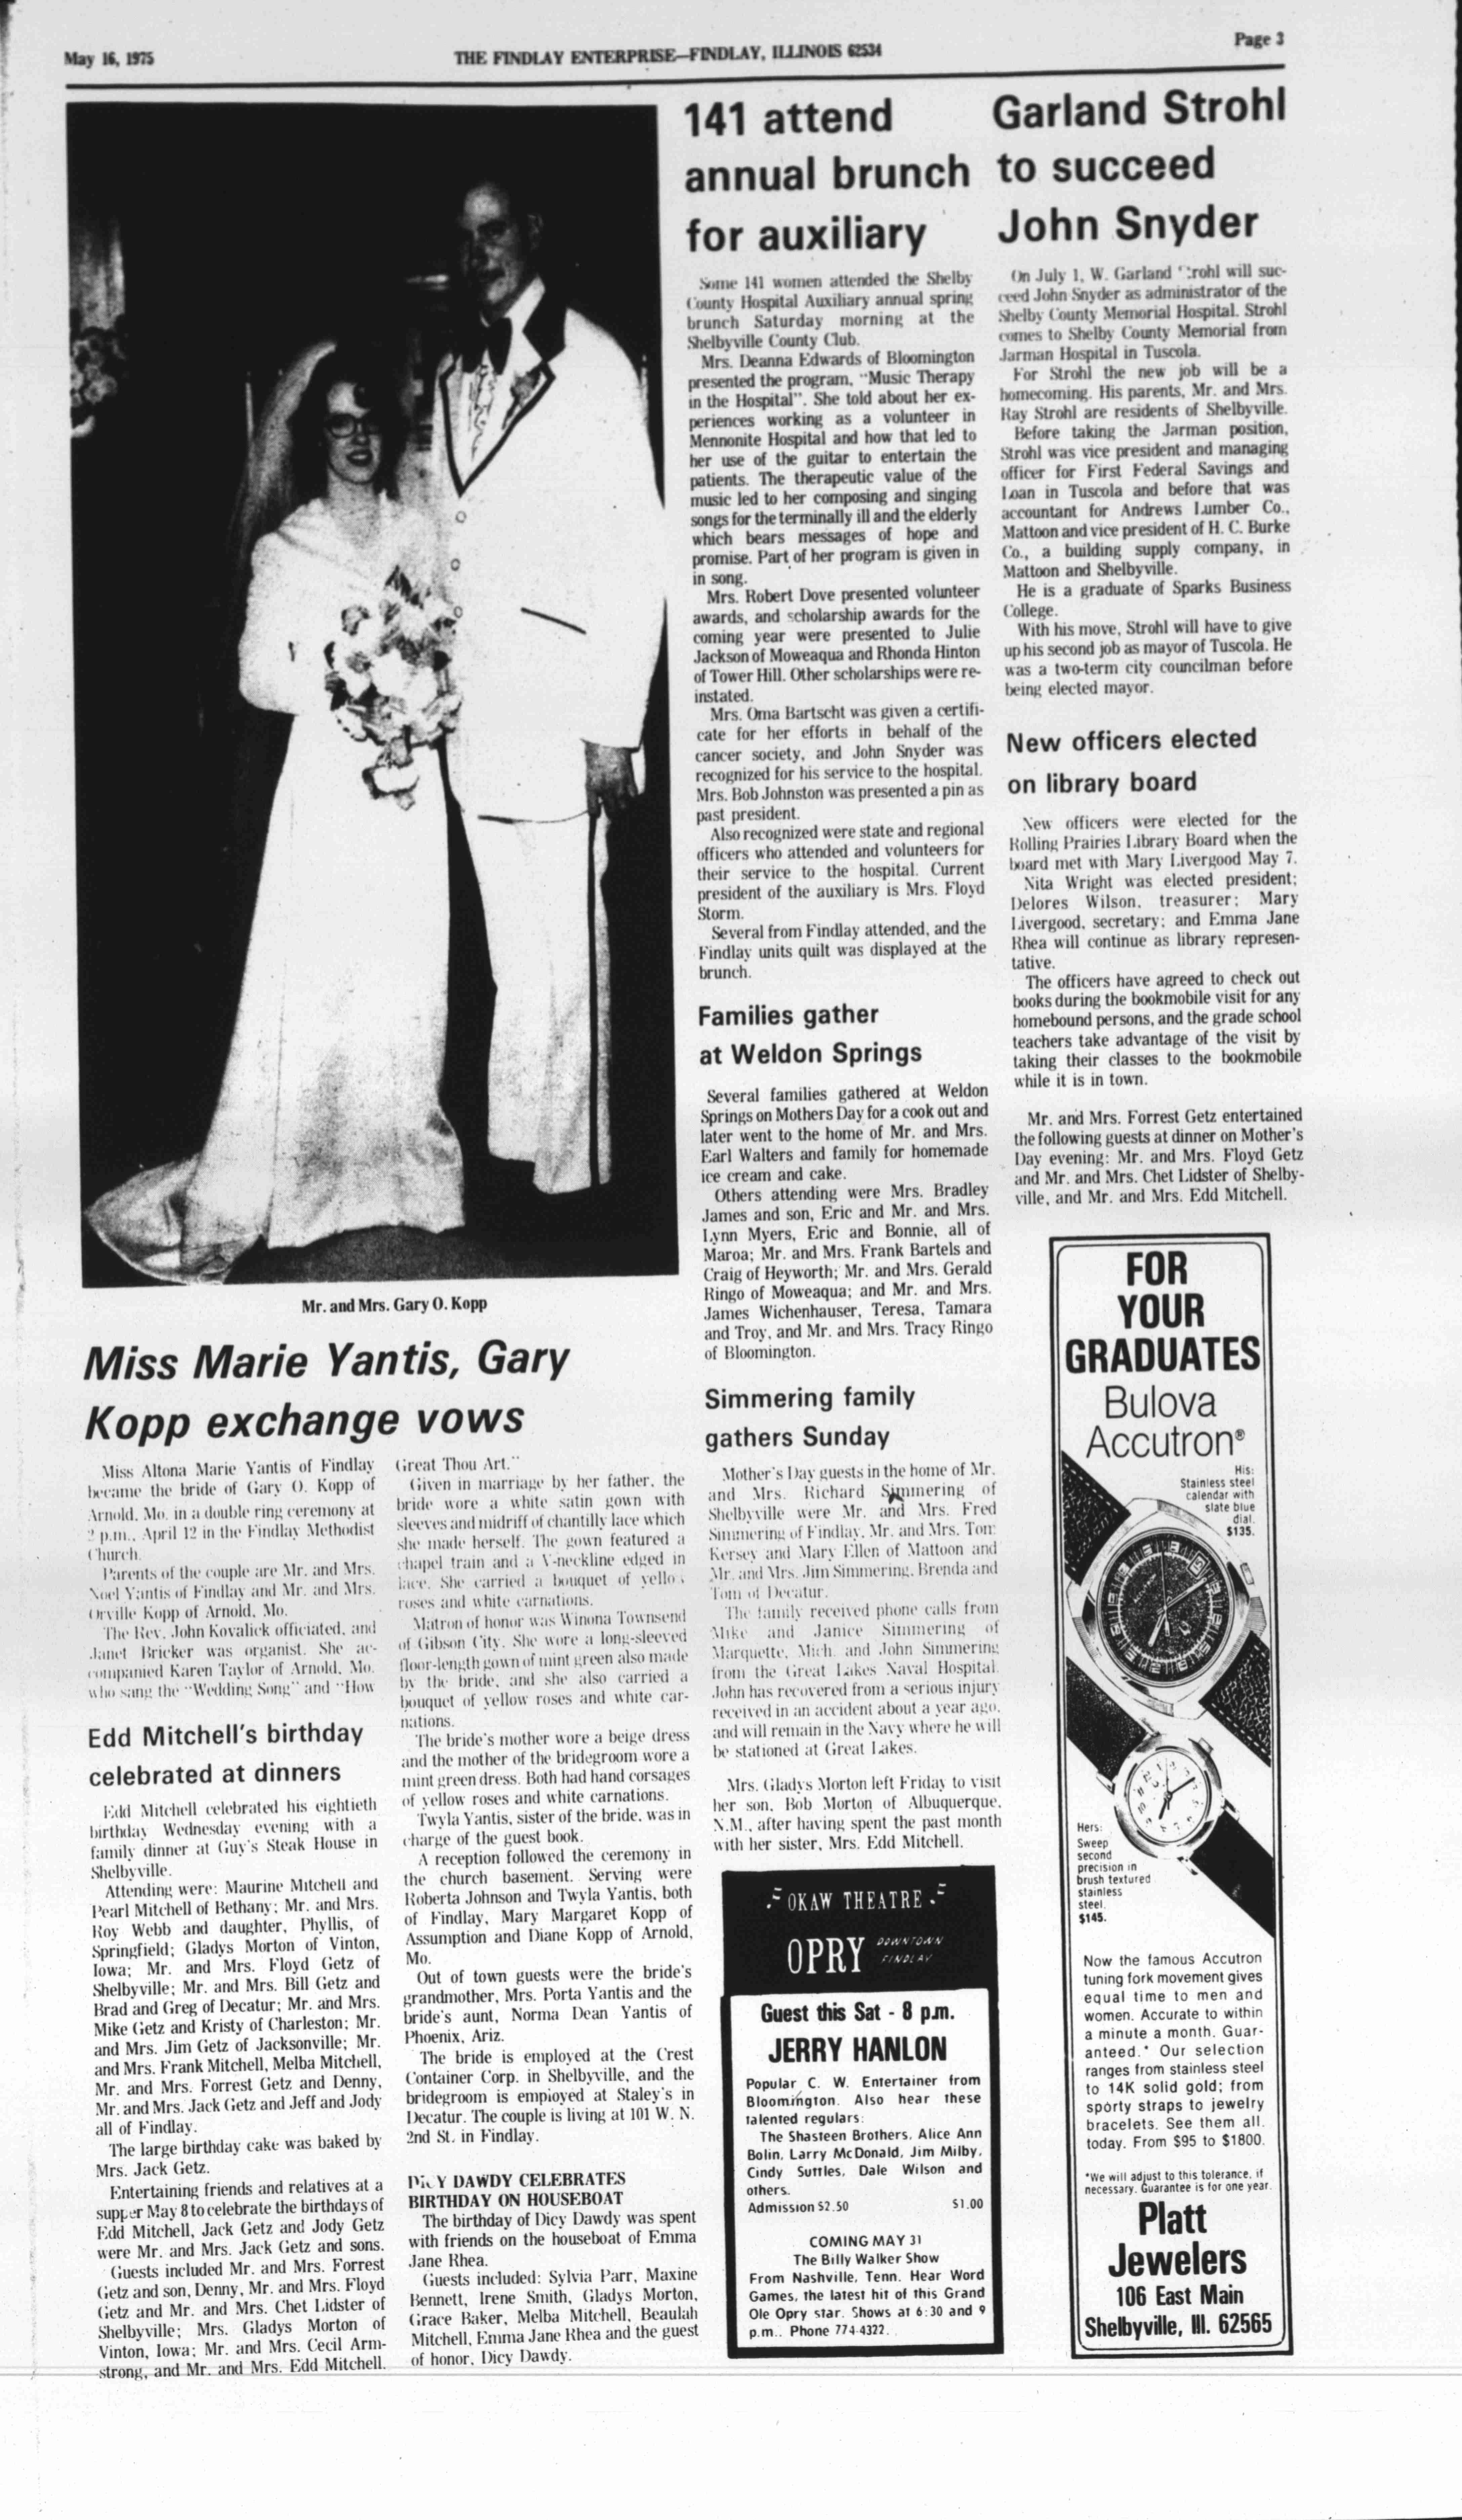 May 16, 1975
THE FINDLAY ENTERPRISE—FINDLAY, ILLINOIS 62534
Page 3
Mr. and Mrs. Gary O. Kopp
Miss Marie Yantis, Gary
Kopp exchange vows
Miss Altona Marie Yantis of Findlay
became the bride of Gary O. Kopp of
Arnold, Mo. in a double ring ceremony at
2 p.m., April 12 in the Findlay Methodist
Church.
Parents of the couple are Mr. and Mrs.
Noel Yantis of Findlay and Mr. and Mrs.
Orville Kopp of Arnold, Mo.
The Rev. John Kovalick officiated, and
Janet Bricker was organist. She ac-
companied Karen Taylor of Arnold, Mo.
who sang the "Wedding Song" and "How
Great Thou Art."
Given in marriage by her father, the
bride wore a white satin gown with
sleeves and midriff of chantilly lace which
she made herself. The gown featured a
chapel train and a V-neckline edged in
lace. She carried a bouquet of yello
roses and white carnations.
Matron of honor was Winona Townsend
of Gibson City. She wore a long-sleeved
floor-length gown of mint green also made
by the bride, and she also carried a
bouquet of yellow roses and white car-
nations.
The bride's mother wore a beige dress
and the mother of the bridegroom wore a
mint green dress. Both had hand corsages
of yellow roses and white carnations.
Twyla Yantis, sister of the bride, was in
charge of the guest book.
A reception followed the ceremony in
the church basement. Serving were
Roberta Johnson and Twyla Yantis, both
of Findlay, Mary Margaret Kopp of
Assumption and Diane Kopp of Arnold,
Mo.
Out of town guests were the bride's
grandmother, Mrs. Porta Yantis and the
bride's aunt, Norma Dean Yantis of
Phoenix, Ariz.
The bride is employed at the Crest
Container Corp. in Shelbyville, and the
bridegroom is employed at Staley's in
Decatur. The couple is living at 101 W. N.
2nd St. in Findlay.
Edd Mitchell's birthday
celebrated at dinners
Edd Mitchell celebrated his eightieth
birthday Wednesday evening with a
family dinner at Guy's Steak House in
Shelbyville.
Attending were: Maurine Mitchell and
Pearl Mitchell of Bethany; Mr. and Mrs.
Roy Webb and daughter, Phyllis, of
Springfield; Gladys Morton of Vinton,
Iowa; Mr. and Mrs. Floyd Getz of
Shelbyville; Mr. and Mrs. Bill Getz and
Brad and Greg of Decatur; Mr. and Mrs.
Mike Getz and Kristy of Charleston; Mr.
and Mrs. Jim Getz of Jacksonville; Mr.
and Mrs. Frank Mitchell, Melba Mitchell,
Mr. and Mrs. Forrest Getz and Denny,
Mr. and Mrs. Jack Getz and Jeff and Jody
all of Findlay.
The large birthday cake was baked by
Mrs. Jack Getz.
Entertaining friends and relatives at a
supper May 8 to celebrate the birthdays of
Edd Mitchell, Jack Getz and Jody Getz
were Mr. and Mrs. Jack Getz and sons.
Guests included Mr. and Mrs. Forrest
Getz and son, Denny, Mr. and Mrs. Floyd
Getz and Mr. and Mrs. Chet Lidster of
Shelbyville; Mrs. Gladys Morton of
Vinton, Iowa; Mr. and Mrs. Cecil Arm-
strong, and Mr. and Mrs. Edd Mitchell.
DICY DAWDY CELEBRATES
BIRTHDAY ON HOUSEBOAT
The birthday of Dicy Dawdy was spent
with friends on the houseboat of Emma
Jane Rhea.
Guests included: Sylvia Parr, Maxine
Bennett, Irene Smith, Gladys Morton,
Grace Baker, Melba Mitchell, Beaulah
Mitchell, Emma Jane Rhea and the guest
of honor, Dicy Dawdy.
141 attend
annual brunch
for auxiliary
Some 141 women attended the Shelby
County Hospital Auxiliary annual spring
brunch Saturday morning at the
Shelbyville County Club.
Mrs. Deanna Edwards of Bloomington
presented the program, "Music Therapy
in the Hospital". She told about her ex-
periences working as a volunteer in
Mennonite Hospital and how that led to
her use of the guitar to entertain the
patients. The therapeutic value of the
music led to her composing and singing
songs for the terminally ill and the elderly
which bears messages of hope and
promise. Part of her program is given in
in song.
Mrs. Robert Dove presented volunteer
awards, and scholarship awards for the
coming year were presented to Julie
Jackson of Moweaqua and Rhonda Hinton
of Tower Hill. Other scholarships were re-
instated.
Mrs. Oma Bartscht was given a certifi-
cate for her efforts in behalf of the
cancer society, and John Snyder was
recognized for his service to the hospital.
Mrs. Bob Johnston was presented a pin as
past president.
Also recognized were state and regional
officers who attended and volunteers for
their service to the hospital. Current
president of the auxiliary is Mrs. Floyd
Storm.
Several from Findlay attended, and the
Findlay units quilt was displayed at the
brunch.
Families gather
at Weldon Springs
Several families gathered at Weldon
Springs on Mothers Day for a cook out and
later went to the home of Mr. and Mrs.
Earl Walters and family for homemade
ice cream and cake.
Others attending were Mrs. Bradley
James and son, Eric and Mr. and Mrs.
Lynn Myers, Eric and Bonnie, all of
Maroa; Mr. and Mrs. Frank Bartels and
Craig of Heyworth; Mr. and Mrs. Gerald
Ringo of Moweaqua; and Mr. and Mrs.
James Wichenhauser, Teresa, Tamara
and Troy, and Mr. and Mrs. Tracy Ringo
of Bloomington.
Simmering family
gathers Sunday
Mother's Day guests in the home of Mr.
and Mrs. Richard Simmering of
Shelbyville were Mr. and Mrs. Fred
Simmering of Findlay, Mr. and Mrs. Tom
Kersey and Mary Ellen of Mattoon and
Mr. and Mrs. Jim Simmering, Brenda and
Tom of Decatur.
The family received phone calls from
Mike and Janice Simmering of
Marquette, Mich. and John Simmering
from the Great Lakes Naval Hospital.
John has recovered from a serious injury
received in an accident about a year ago,
and will remain in the Navy where he will
be stationed at Great Lakes.
Mrs. Gladys Morton left Friday to visit
her son, Bob Morton of Albuquerque,
N.M., after having spent the past month
with her sister, Mrs. Edd Mitchell.
OKAW THEATRE
OPRY
DOWNTOWN
FINDLAY
Guest this Sat - 8 p.m.
JERRY HANLON
Popular C. W. Entertainer from
Bloomington. Also hear these
talented regulars:
The Shasteen Brothers, Alice Ann
Bolin, Larry McDonald, Jim Milby,
Cindy Suttles, Dale Wilson and
others.
Admission $2.50 $1.00
COMING MAY 31
The Billy Walker Show
From Nashville, Tenn. Hear Word
Games, the latest hit of this Grand
Ole Opry star. Shows at 6:30 and 9
p.m.. Phone 774-4322.
Garland Strohl
to succeed
John Snyder
On July 1, W. Garland Strohl will suc-
ceed John Snyder as administrator of the
Shelby County Memorial Hospital. Strohl
comes to Shelby County Memorial from
Jarman Hospital in Tuscola.
For Strohl the new job will be a
homecoming. His parents, Mr. and Mrs.
Ray Strohl are residents of Shelbyville.
Before taking the Jarman position,
Strohl was vice president and managing
officer for First Federal Savings and
Loan in Tuscola and before that was
accountant for Andrews Lumber Co.,
Mattoon and vice president of H. C. Burke
Co., a building supply company, in
Mattoon and Shelbyville.
He is a graduate of Sparks Business
College.
With his move, Strohl will have to give
up his second job as mayor of Tuscola. He
was a two-term city councilman before
being elected mayor.
New officers elected
on library board
New officers were elected for the
Rolling Prairies Library Board when the
board met with Mary Livergood May 7.
Nita Wright was elected president;
Delores Wilson, treasurer; Mary
Livergood, secretary; and Emma Jane
Rhea will continue as library represen-
tative.
The officers have agreed to check out
books during the bookmobile visit for any
homebound persons, and the grade school
teachers take advantage of the visit by
taking their classes to the bookmobile
while it is in town.
Mr. and Mrs. Forrest Getz entertained
the following guests at dinner on Mother's
Day evening: Mr. and Mrs. Floyd Getz
and Mr. and Mrs. Chet Lidster of Shelby-
ville, and Mr. and Mrs. Edd Mitchell.
FOR
YOUR
GRADUATES
Bulova
Accutron®
His:
Stainless steel
calendar with
slate blue
dial.
$135.
Hers:
Sweep
second
precision in
brush textured
stainless
steel.
$145.
Now the famous Accutron
tuning fork movement gives
equal time to men and
women. Accurate to within
a minute a month. Guar-
anteed.* Our selection
ranges from stainless steel
to 14K solid gold; from
sporty straps to jewelry
bracelets. See them all.
today. From $95 to $1800.
*We will adjust to this tolerance, if
necessary. Guarantee is for one year.
Platt
Jewelers
106 East Main
Shelbyville, Ill. 62565